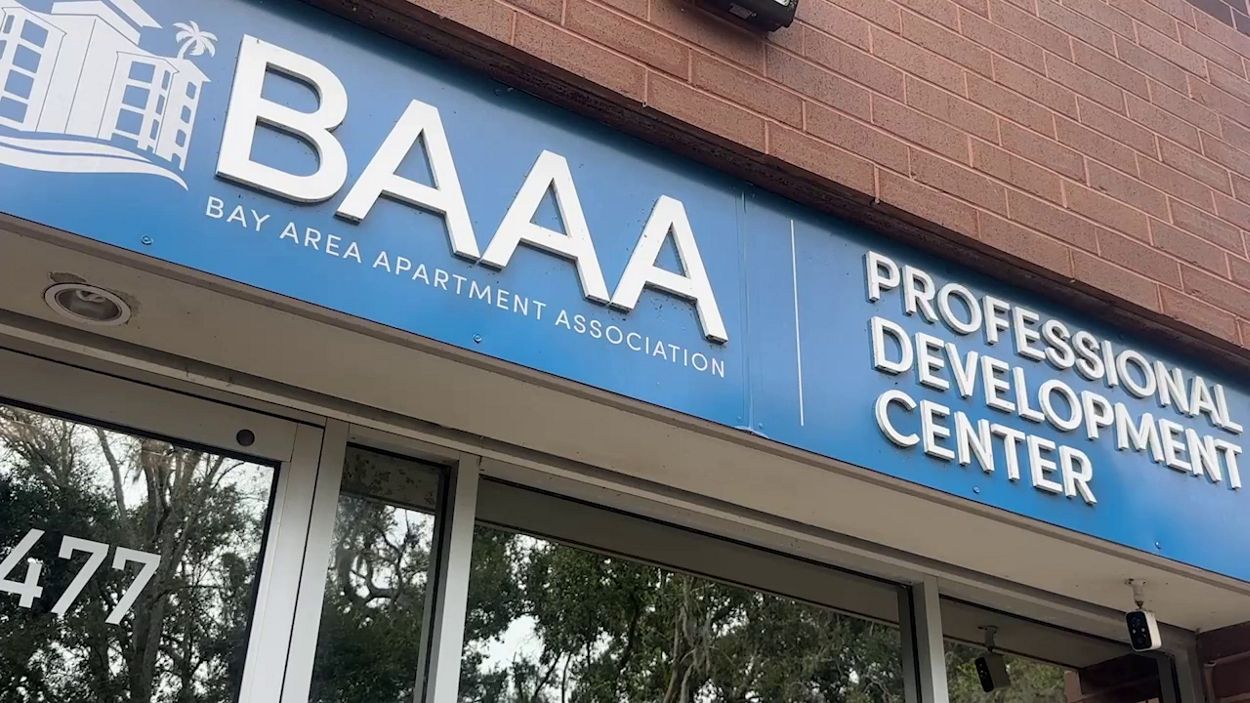 BAAA
BAY AREA APARTMENT ASSOCIATION
PROFESSIONAL
DEVELOPMENT
CENTER
477